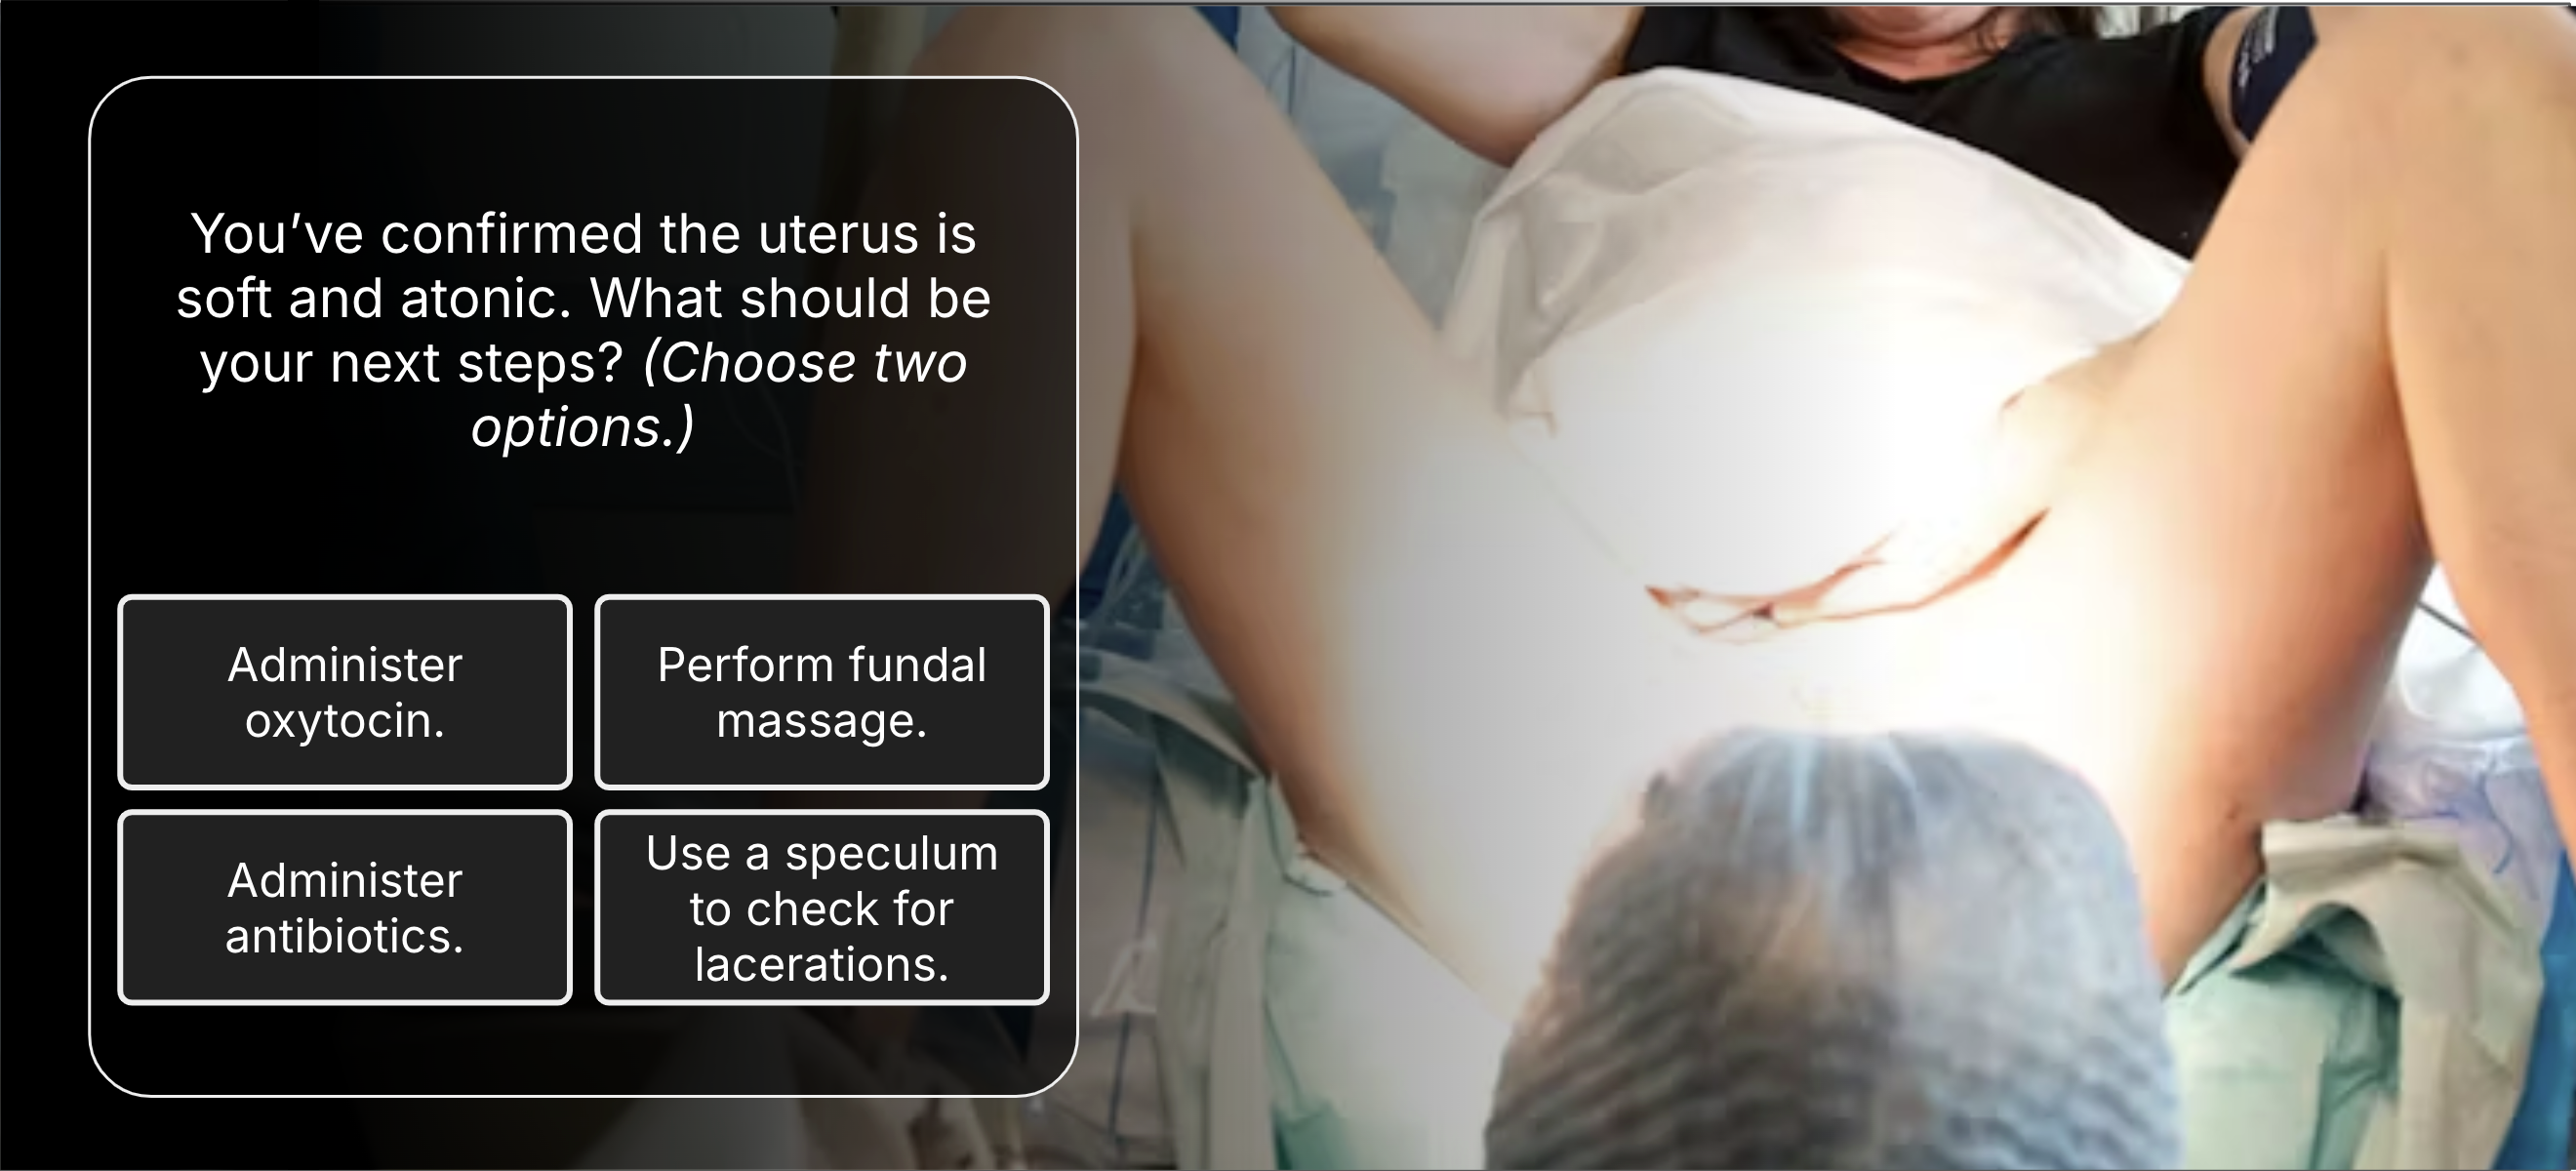 You’ve confirmed the uterus is
soft and atonic. What should be
your next steps? (Choose two
options.)
Administer
oxytocin.
Perform fundal
massage.
Administer
antibiotics.
Use a speculum
to check for
lacerations.